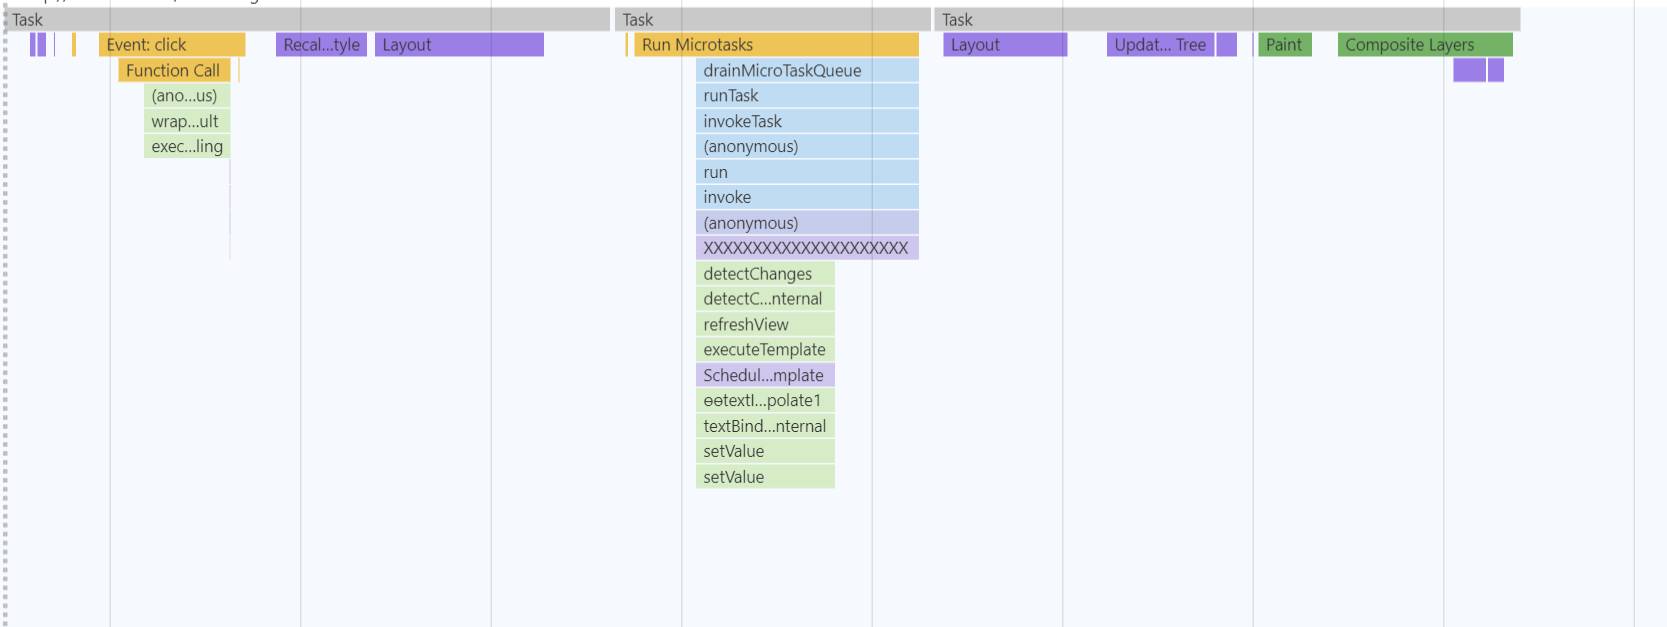 Task Task Task
Event: click Recal...tyle Layout Run Microtasks Layout Updat... Tree Paint Composite Layers
Function Call drainMicroTaskQueue
(ano...us) runTask
wrap...ult invokeTask
exec...ling (anonymous)
run
invoke
(anonymous)
XXXXXXXXXXXXXXXXXXXXX
detectChanges
detectC...nternal
refreshView
executeTemplate
Schedul...mplate
ɵɵtextI...polate1
textBind...nternal
setValue
setValue